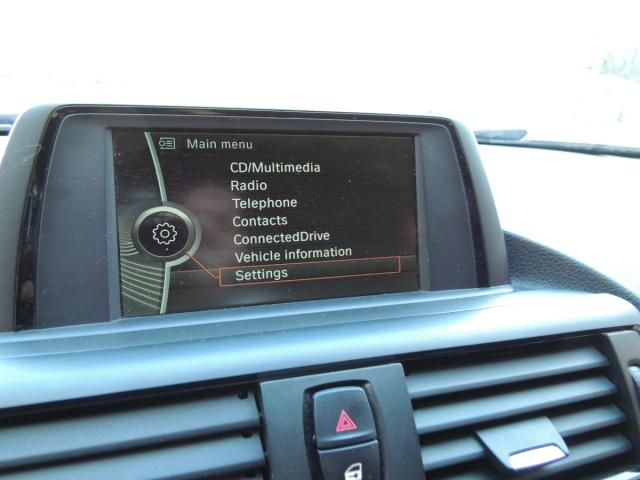 Main menu
CD/Multimedia
Radio
Telephone
Contacts
ConnectedDrive
Vehicle information
Settings